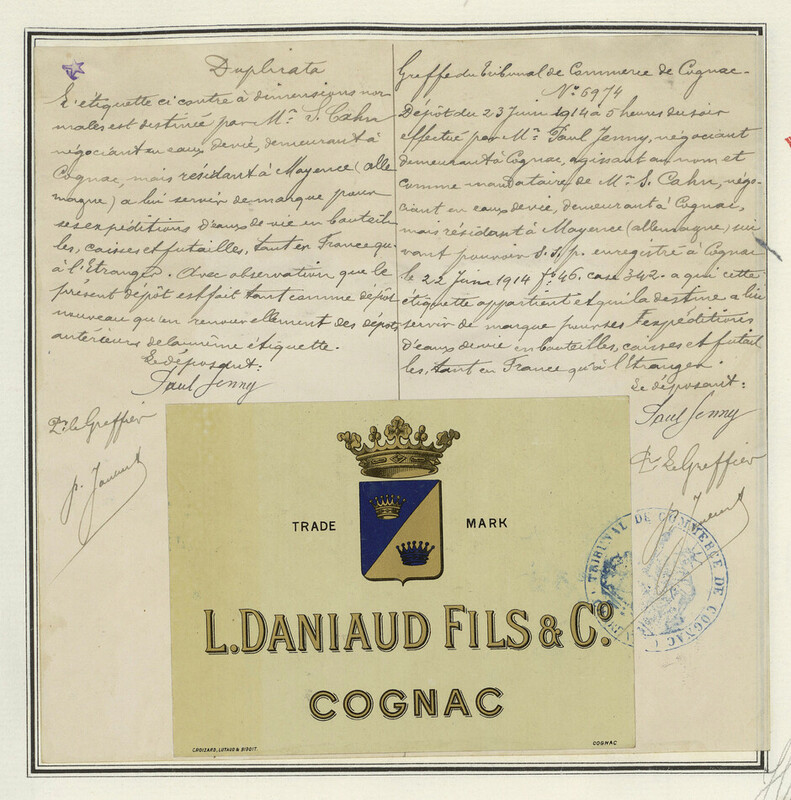 Duplicata
L'étiquette ci contre à dimensions nor
males est destinée par Mr. S. Cahn
négociant en eaux de vie, demeurant à
Cognac, mais résidant à Mayence (alle
magne) a lui servir de marque pour
ses expéditions d'eaux de vie en bouteil
les, caisses et futailles, tant en France qu'
à l'Etranger. Avec observation que le
présent dépôt est fait tant comme dépôt
nouveau qu'en renouvellement des dépots
antérieurs de la même étiquette.
Le déposant:
Paul Jenny
Pr. le Greffier
Greffe du Tribunal de Commerce de Cognac-
No. 6974
Dépôt du 23 Juin 1914 à 5 heures du soir
effectué par Mr. Paul Jenny, négociant
demeurant à Cognac, agissant au nom et
comme mandataire de Mr. S. Cahn, négo-
ciant en eaux de vie, demeurant à Cognac,
mais résidant à Mayence (allemagne) sui
vant pouvoir S.S.p. enregistré à Cognac
le 22 Juin 1914 fo. 46. case 342. a qui cette
étiquette appartient et qui la destine a lui
servir de marque pour ses expéditions
d'eaux de vie en bouteilles, caisses et futail
les, tant en France qu'à l'Etranger.
Le déposant:
Paul Jenny
Pr. Le Greffier
TRADE MARK
L. DANIAUD FILS & Co.
COGNAC
CROIZARD, LUTAUD & DIDOIT
COGNAC
TRIBUNAL DE COMMERCE DE COGNAC